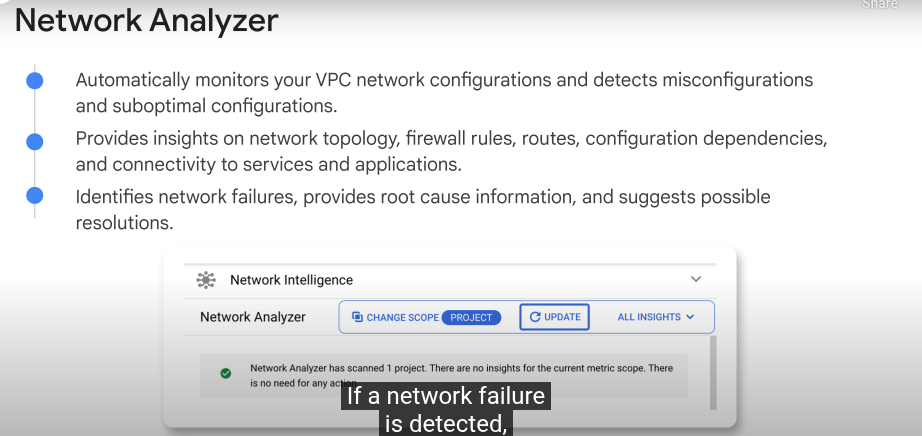 Share
Network Analyzer
Automatically monitors your VPC network configurations and detects misconfigurations
and suboptimal configurations.
Provides insights on network topology, firewall rules, routes, configuration dependencies,
and connectivity to services and applications.
Identifies network failures, provides root cause information, and suggests possible
resolutions.
Network Intelligence
Network Analyzer CHANGE SCOPE PROJECT UPDATE ALL INSIGHTS
Network Analyzer has scanned 1 project. There are no insights for the current metric scope. There
is no need for any action.
If a network failure
is detected,